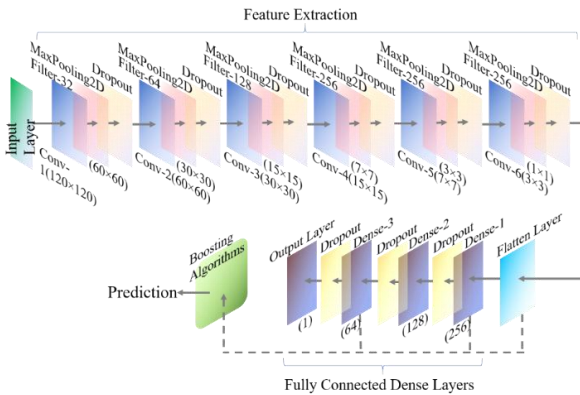 Feature Extraction
MaxPooling2D
Filter-32
Dropout
MaxPooling2D
Filter-64
Dropout
MaxPooling2D
Filter-128
Dropout
MaxPooling2D
Filter-256
Dropout
MaxPooling2D
Filter-256
Dropout
MaxPooling2D
Filter-256
Dropout
Input
Layer
Conv-
1(120×120)
(60×60)
Conv-2(60×60)
(30×30)
Conv-3(30×30)
(15×15)
Conv-4(15×15)
(7×7)
Conv-5(7×7)
(3×3)
Conv-6(3×3)
(1×1)
Boosting
Algorithms
Output Layer
Dropout
Dense-3
Dropout
Dense-2
Dropout
Dense-1
Flatten Layer
Prediction
(1)
(64)
(128)
(256)
Fully Connected Dense Layers